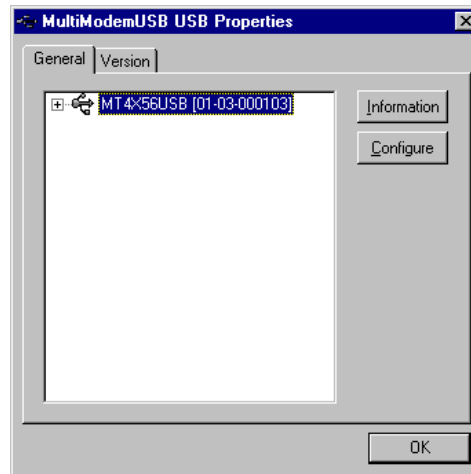 MultiModemUSB USB Properties
General Version
MT4X56USB [01-03-000103]
Information
Configure
OK